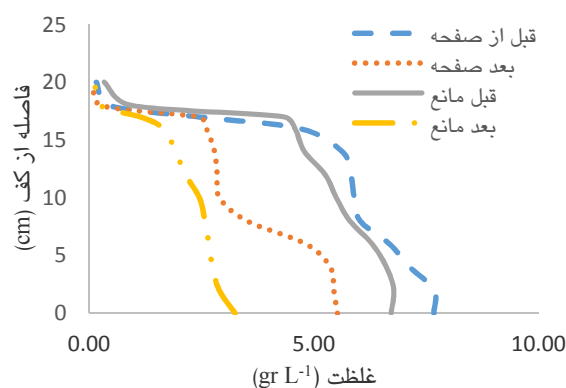 25
20
15
10
5
0
0.00 5.00 10.00
فاصله از کف (cm)
غلظت (gr L-1)
قبل از صفحه
بعد صفحه
قبل مانع
بعد مانع